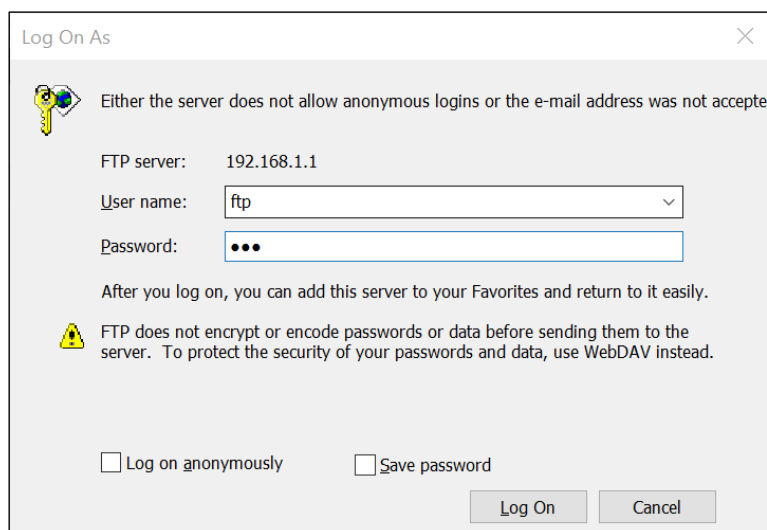 Log On As
Either the server does not allow anonymous logins or the e-mail address was not accepte
FTP server: 192.168.1.1
User name: ftp
Password: ●●●
After you log on, you can add this server to your Favorites and return to it easily.
FTP does not encrypt or encode passwords or data before sending them to the
server. To protect the security of your passwords and data, use WebDAV instead.
Log on anonymously Save password
Log On Cancel